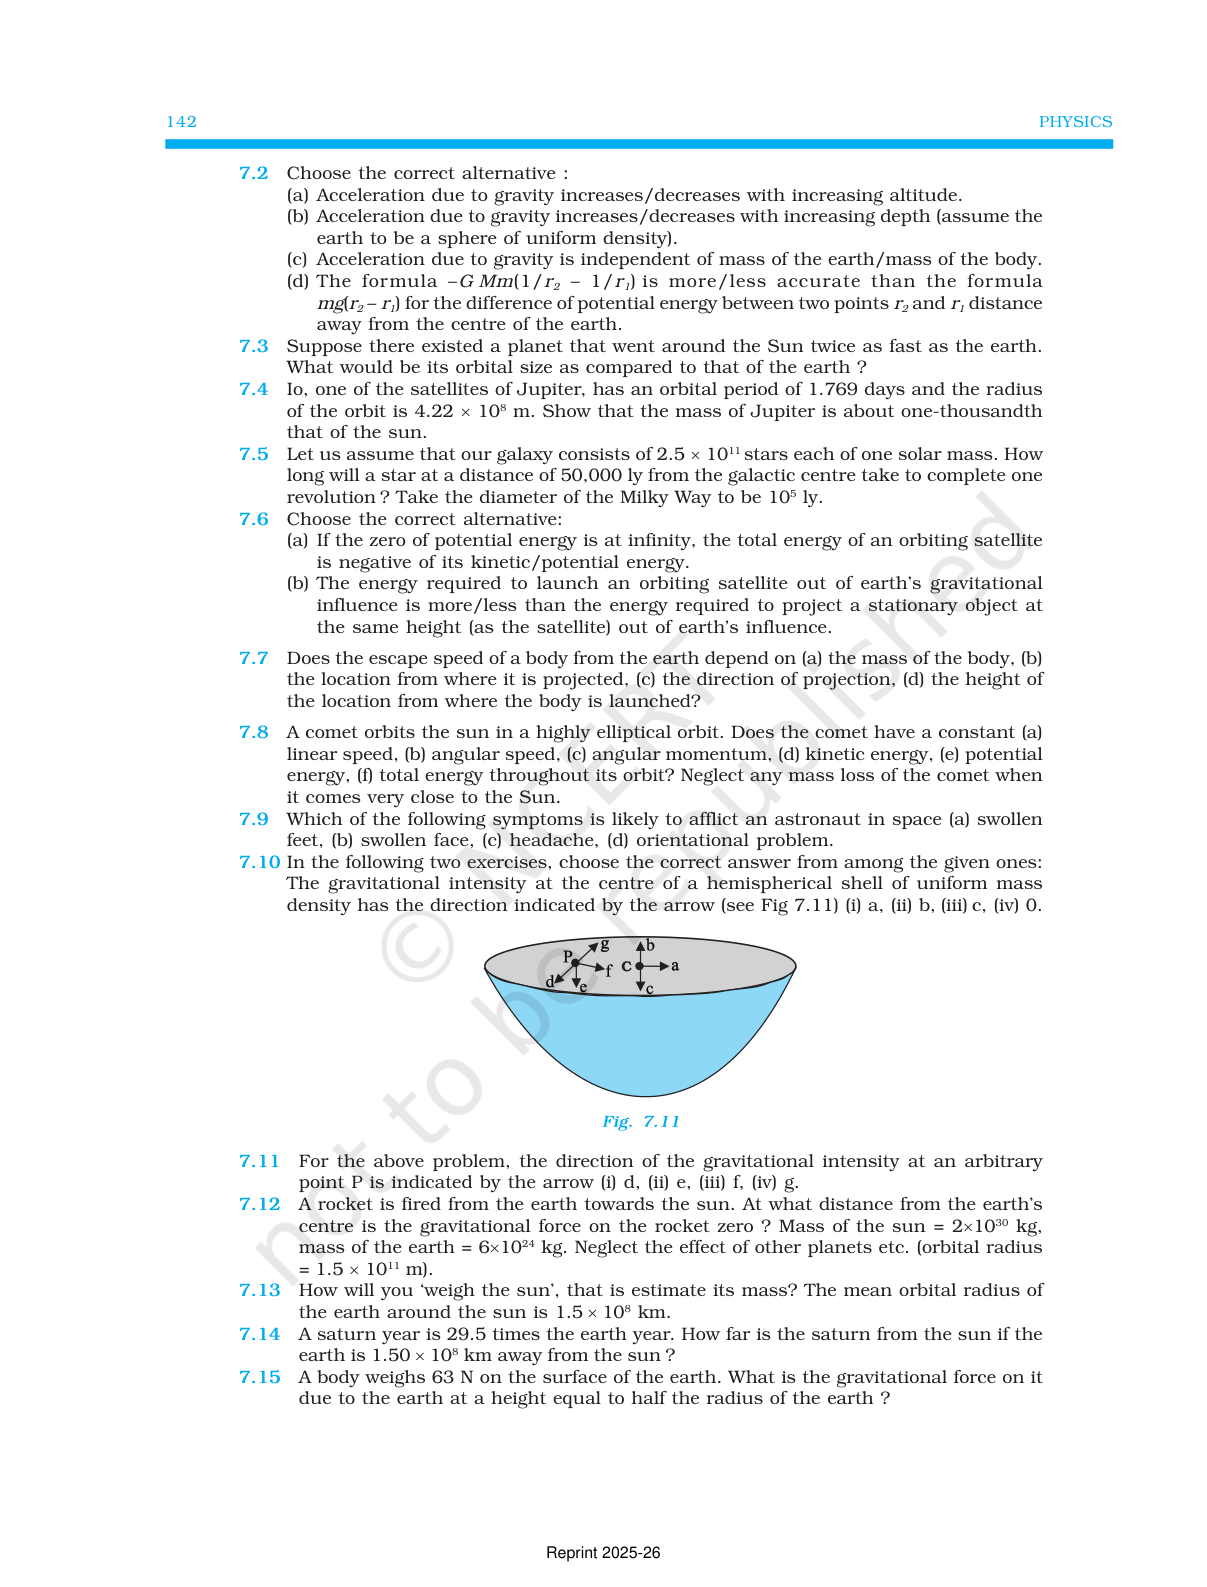 142
PHYSICS
7.2 Choose the correct alternative :
(a) Acceleration due to gravity increases/decreases with increasing altitude.
(b) Acceleration due to gravity increases/decreases with increasing depth (assume the
earth to be a sphere of uniform density).
(c) Acceleration due to gravity is independent of mass of the earth/mass of the body.
(d) The formula –G Mm(1/r₂ – 1/r₁) is more/less accurate than the formula
mg(r₂ – r₁) for the difference of potential energy between two points r₂ and r₁ distance
away from the centre of the earth.
7.3 Suppose there existed a planet that went around the Sun twice as fast as the earth.
What would be its orbital size as compared to that of the earth ?
7.4 Io, one of the satellites of Jupiter, has an orbital period of 1.769 days and the radius
of the orbit is 4.22 × 10⁸ m. Show that the mass of Jupiter is about one-thousandth
that of the sun.
7.5 Let us assume that our galaxy consists of 2.5 × 10¹¹ stars each of one solar mass. How
long will a star at a distance of 50,000 ly from the galactic centre take to complete one
revolution ? Take the diameter of the Milky Way to be 10⁵ ly.
7.6 Choose the correct alternative:
(a) If the zero of potential energy is at infinity, the total energy of an orbiting satellite
is negative of its kinetic/potential energy.
(b) The energy required to launch an orbiting satellite out of earth's gravitational
influence is more/less than the energy required to project a stationary object at
the same height (as the satellite) out of earth's influence.
7.7 Does the escape speed of a body from the earth depend on (a) the mass of the body, (b)
the location from where it is projected, (c) the direction of projection, (d) the height of
the location from where the body is launched?
7.8 A comet orbits the sun in a highly elliptical orbit. Does the comet have a constant (a)
linear speed, (b) angular speed, (c) angular momentum, (d) kinetic energy, (e) potential
energy, (f) total energy throughout its orbit? Neglect any mass loss of the comet when
it comes very close to the Sun.
7.9 Which of the following symptoms is likely to afflict an astronaut in space (a) swollen
feet, (b) swollen face, (c) headache, (d) orientational problem.
7.10 In the following two exercises, choose the correct answer from among the given ones:
The gravitational intensity at the centre of a hemispherical shell of uniform mass
density has the direction indicated by the arrow (see Fig 7.11) (i) a, (ii) b, (iii) c, (iv) 0.
g b
P f C a
d e c
Fig. 7.11
7.11 For the above problem, the direction of the gravitational intensity at an arbitrary
point P is indicated by the arrow (i) d, (ii) e, (iii) f, (iv) g.
7.12 A rocket is fired from the earth towards the sun. At what distance from the earth's
centre is the gravitational force on the rocket zero ? Mass of the sun = 2×10³⁰ kg,
mass of the earth = 6×10²⁴ kg. Neglect the effect of other planets etc. (orbital radius
= 1.5 × 10¹¹ m).
7.13 How will you 'weigh the sun', that is estimate its mass? The mean orbital radius of
the earth around the sun is 1.5 × 10⁸ km.
7.14 A saturn year is 29.5 times the earth year. How far is the saturn from the sun if the
earth is 1.50 × 10⁸ km away from the sun ?
7.15 A body weighs 63 N on the surface of the earth. What is the gravitational force on it
due to the earth at a height equal to half the radius of the earth ?
© NCERT
not to be republished
Reprint 2025-26